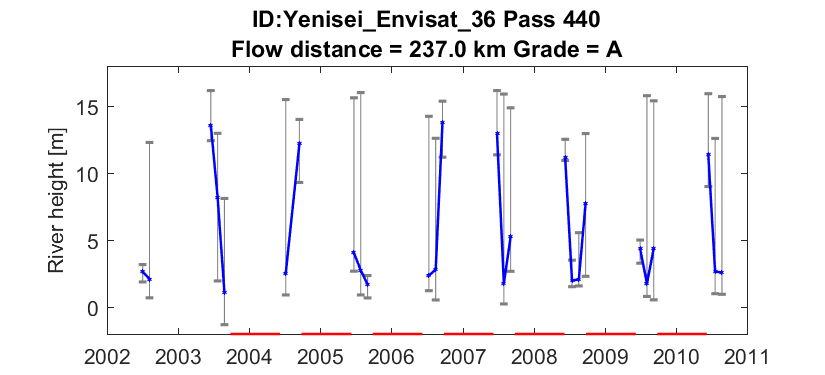 ID:Yenisei_Envisat_36 Pass 440
Flow distance = 237.0 km Grade = A
River height [m]
15
10
5
0
2002 2003 2004 2005 2006 2007 2008 2009 2010 2011